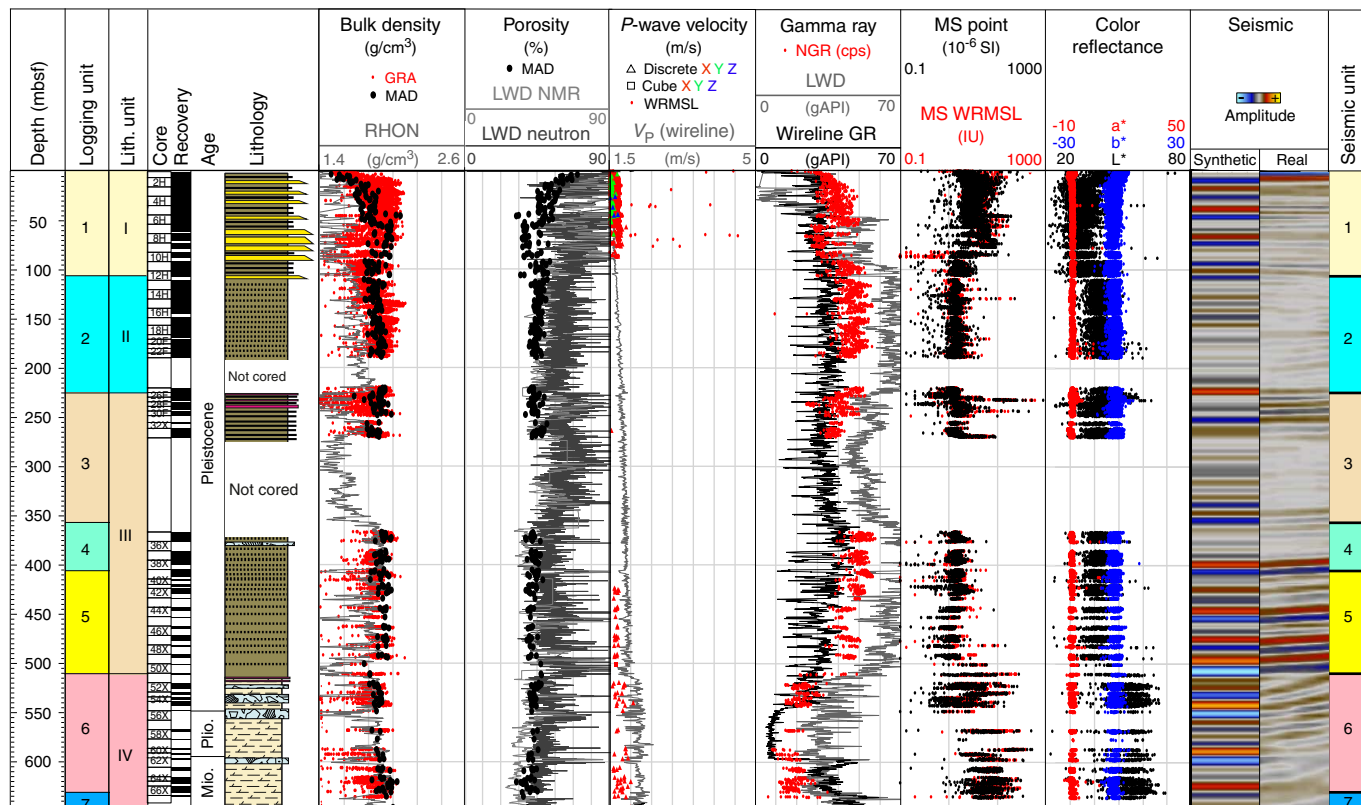 Depth (mbsf)
Logging unit
Lith. unit
Core
Recovery
Age
Lithology
Bulk density
(g/cm3)
GRA
MAD
RHON
1.4 (g/cm3) 2.6
Porosity
(%)
MAD
LWD NMR
0 90
LWD neutron
0 90
P-wave velocity
(m/s)
Discrete X Y Z
Cube X Y Z
WRMSL
VP (wireline)
1.5 (m/s) 5
Gamma ray
NGR (cps)
LWD
0 (gAPI) 70
Wireline GR
0 (gAPI) 70
MS point
(10-6 SI)
0.1 1000
MS WRMSL
(IU)
0.1 1000
Color
reflectance
-10 a* 50
-30 b* 30
20 L* 80
Seismic
- +
Amplitude
Synthetic Real
Seismic unit
50
100
150
200
250
300
350
400
450
500
550
600
1
2
3
4
5
6
7
I
II
III
IV
2H
4H
6H
8H
10H
12H
14H
16H
18H
32X
36X
38X
40X
42X
44X
46X
48X
50X
52X
54X
56X
58X
60X
62X
64X
66X
Pleistocene
Plio.
Mio.
Not cored
Not cored
1
2
3
4
5
6
7